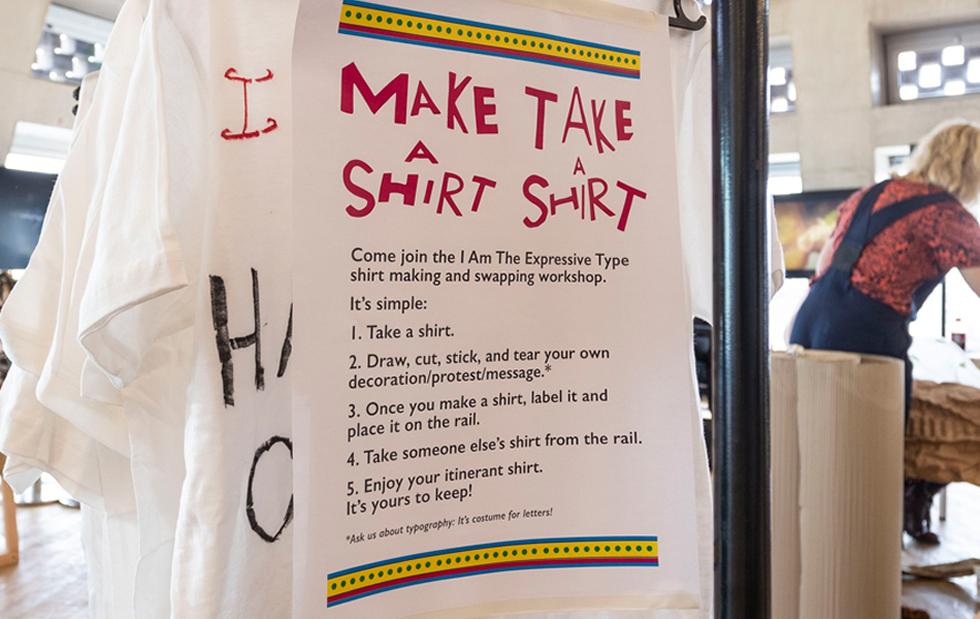 I
HA
O
MAKE TAKE
A A
SHIRT SHIRT
Come join the I Am The Expressive Type
shirt making and swapping workshop.
It's simple:
1. Take a shirt.
2. Draw, cut, stick, and tear your own
decoration/protest/message.*
3. Once you make a shirt, label it and
place it on the rail.
4. Take someone else's shirt from the rail.
5. Enjoy your itinerant shirt.
It's yours to keep!
*Ask us about typography: It's costume for letters!